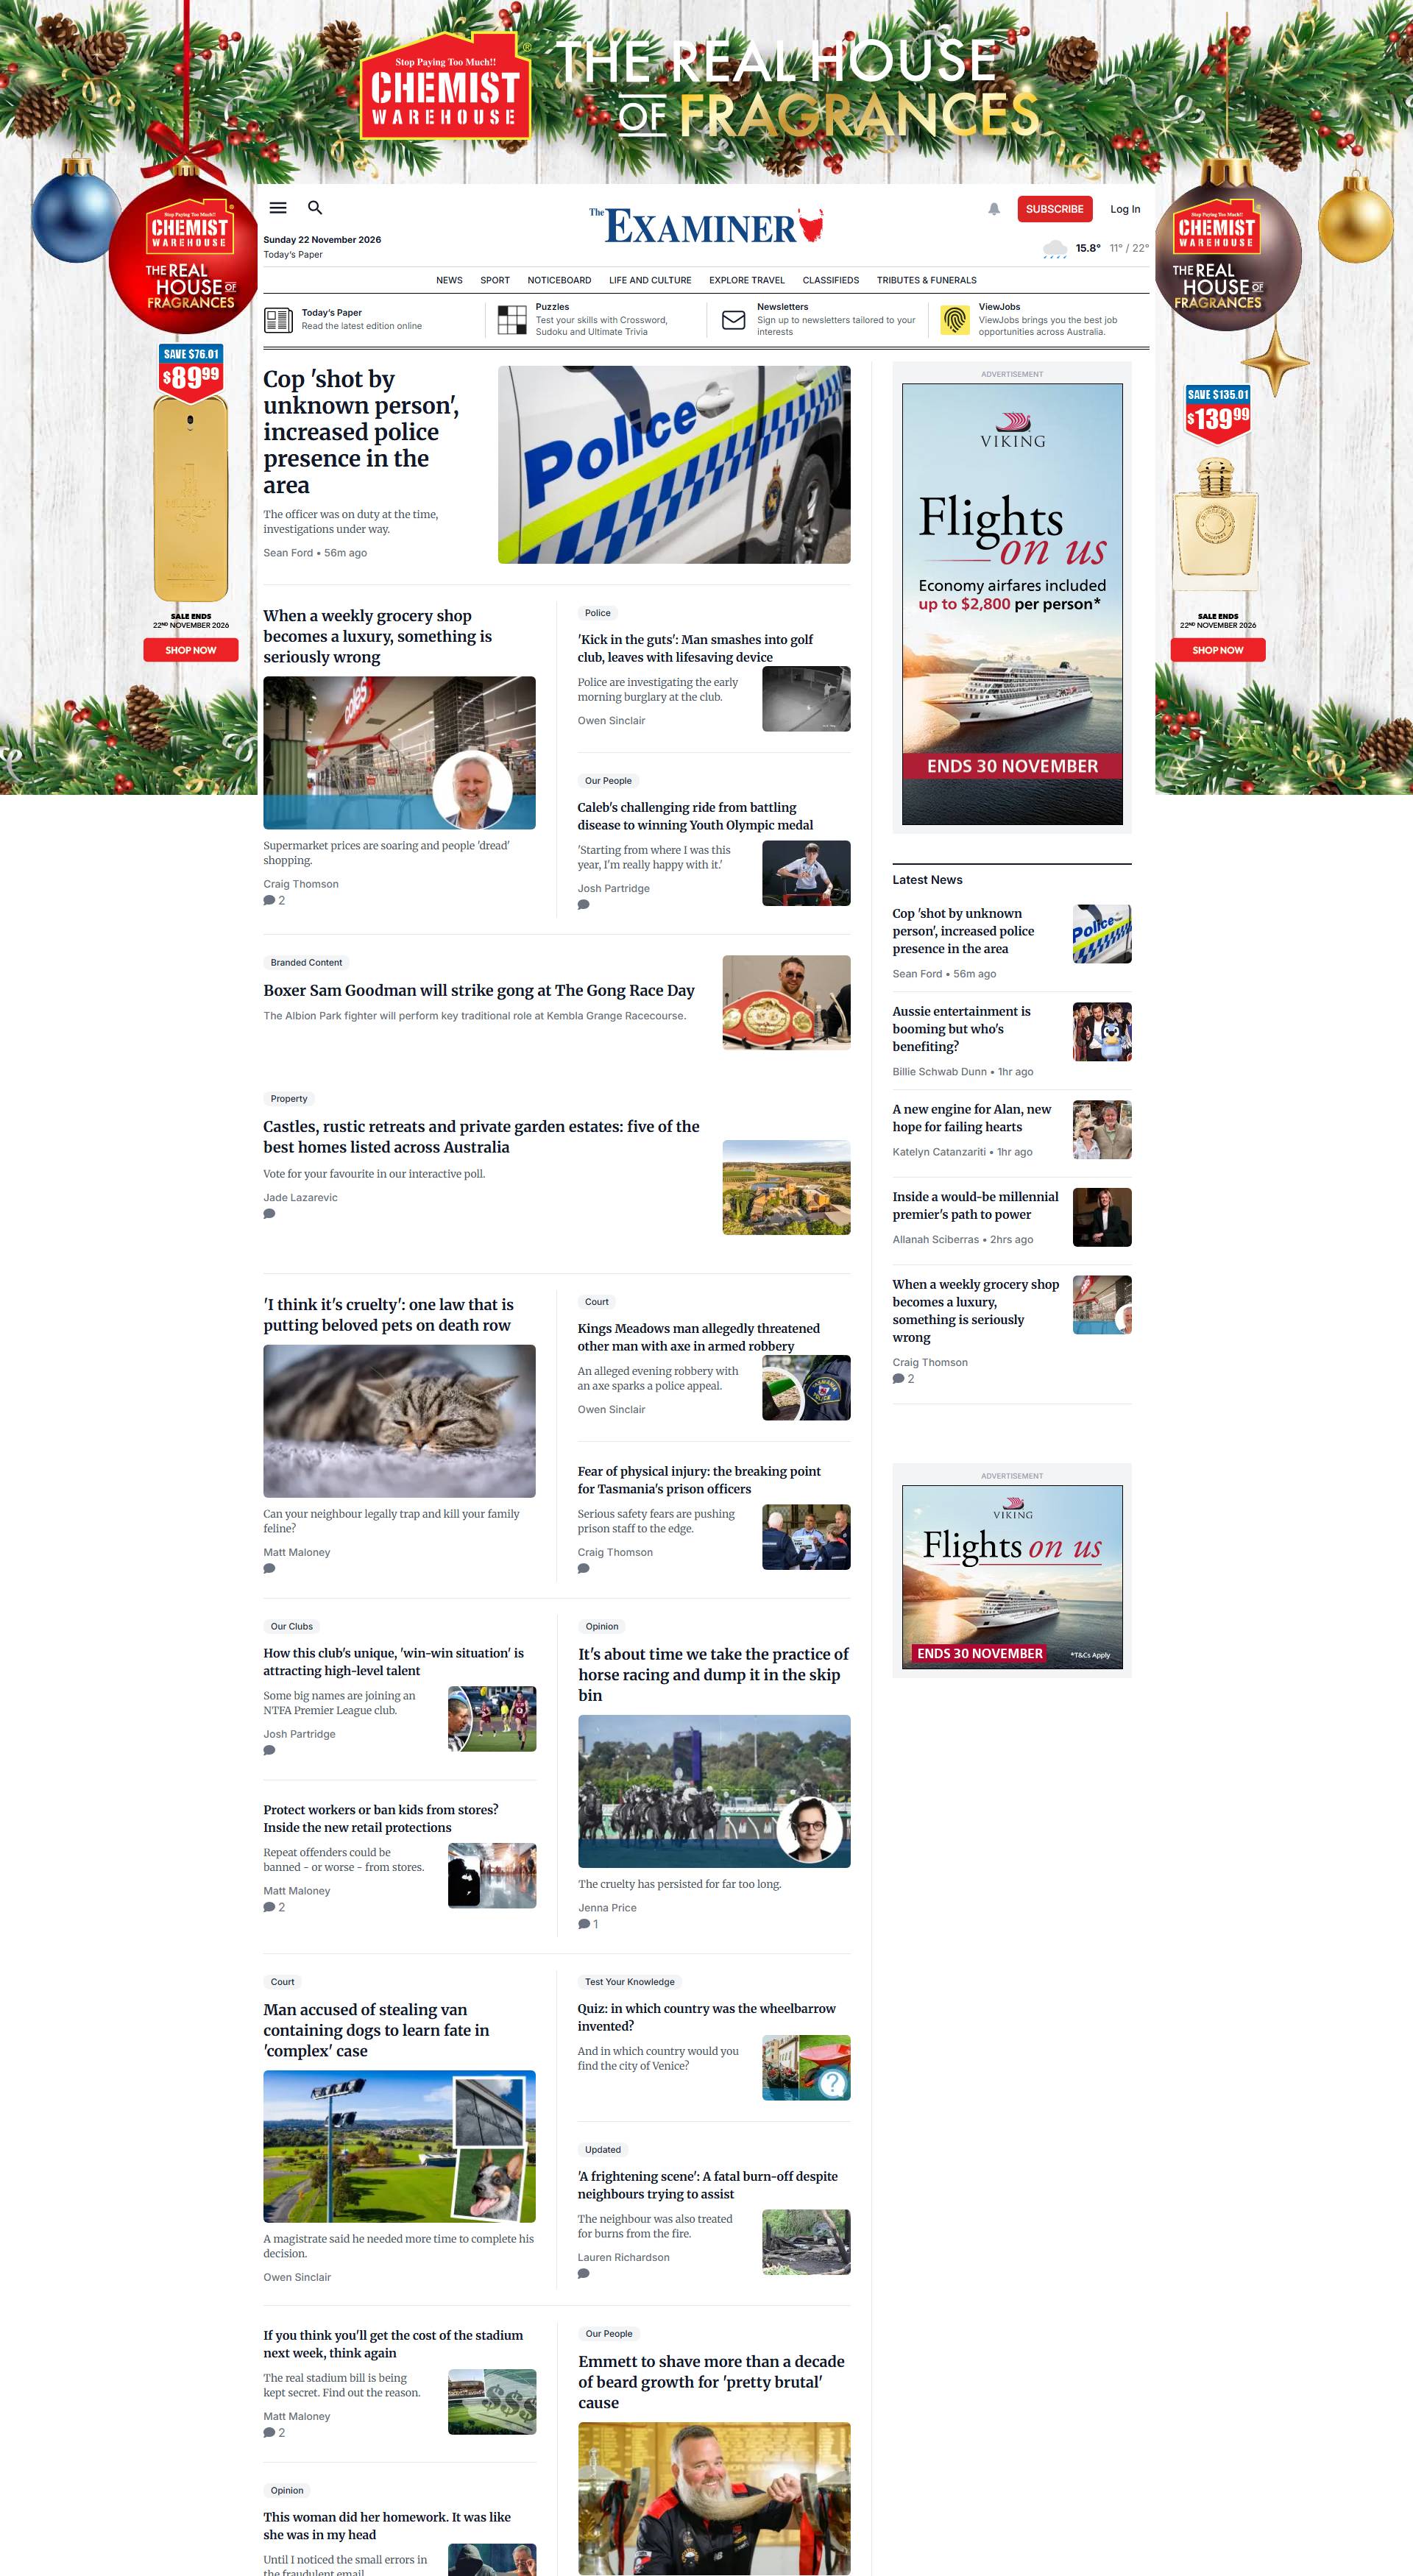 Stop Paying Too Much!!
CHEMIST
WAREHOUSE
®
THE REAL HOUSE
OF FRAGRANCES
Stop Paying Too Much!!
CHEMIST
WAREHOUSE
THE REAL
HOUSE OF
FRAGRANCES
SAVE $76.01
$89.99
SALE ENDS
22ND NOVEMBER 2026
SHOP NOW
Stop Paying Too Much!!
CHEMIST
WAREHOUSE
THE REAL
HOUSE OF
FRAGRANCES
SAVE $135.01
$139.99
SALE ENDS
22ND NOVEMBER 2026
SHOP NOW
The EXAMINER
SUBSCRIBE
Log In
Sunday 22 November 2026
Today's Paper
15.8° 11° / 22°
NEWS SPORT NOTICEBOARD LIFE AND CULTURE EXPLORE TRAVEL CLASSIFIEDS TRIBUTES & FUNERALS
Today's Paper
Read the latest edition online
Puzzles
Test your skills with Crossword,
Sudoku and Ultimate Trivia
Newsletters
Sign up to newsletters tailored to your
interests
ViewJobs
ViewJobs brings you the best job
opportunities across Australia.
Cop 'shot by
unknown person',
increased police
presence in the
area
The officer was on duty at the time,
investigations under way.
Sean Ford • 56m ago
Police
When a weekly grocery shop
becomes a luxury, something is
seriously wrong
coles
Supermarket prices are soaring and people 'dread'
shopping.
Craig Thomson
2
Police
'Kick in the guts': Man smashes into golf
club, leaves with lifesaving device
Police are investigating the early
morning burglary at the club.
Owen Sinclair
Our People
Caleb's challenging ride from battling
disease to winning Youth Olympic medal
'Starting from where I was this
year, I'm really happy with it.'
Josh Partridge
Branded Content
Boxer Sam Goodman will strike gong at The Gong Race Day
The Albion Park fighter will perform key traditional role at Kembla Grange Racecourse.
Property
Castles, rustic retreats and private garden estates: five of the
best homes listed across Australia
Vote for your favourite in our interactive poll.
Jade Lazarevic
'I think it's cruelty': one law that is
putting beloved pets on death row
Can your neighbour legally trap and kill your family
feline?
Matt Maloney
Court
Kings Meadows man allegedly threatened
other man with axe in armed robbery
An alleged evening robbery with
an axe sparks a police appeal.
Owen Sinclair
Fear of physical injury: the breaking point
for Tasmania's prison officers
Serious safety fears are pushing
prison staff to the edge.
Craig Thomson
Our Clubs
How this club's unique, 'win-win situation' is
attracting high-level talent
Some big names are joining an
NTFA Premier League club.
Josh Partridge
Protect workers or ban kids from stores?
Inside the new retail protections
Repeat offenders could be
banned - or worse - from stores.
Matt Maloney
2
Opinion
It's about time we take the practice of
horse racing and dump it in the skip
bin
The cruelty has persisted for far too long.
Jenna Price
1
Court
Man accused of stealing van
containing dogs to learn fate in
'complex' case
A magistrate said he needed more time to complete his
decision.
Owen Sinclair
Test Your Knowledge
Quiz: in which country was the wheelbarrow
invented?
And in which country would you
find the city of Venice?
Updated
'A frightening scene': A fatal burn-off despite
neighbours trying to assist
The neighbour was also treated
for burns from the fire.
Lauren Richardson
If you think you'll get the cost of the stadium
next week, think again
The real stadium bill is being
kept secret. Find out the reason.
Matt Maloney
2
Opinion
This woman did her homework. It was like
she was in my head
Until I noticed the small errors in
the fraudulent email
Our People
Emmett to shave more than a decade
of beard growth for 'pretty brutal'
cause
ADVERTISEMENT
VIKING
Flights
on us
Economy airfares included
up to $2,800 per person*
ENDS 30 NOVEMBER
Latest News
Cop 'shot by unknown
person', increased police
presence in the area
Sean Ford • 56m ago
Police
Aussie entertainment is
booming but who's
benefiting?
Billie Schwab Dunn • 1hr ago
A new engine for Alan, new
hope for failing hearts
Katelyn Catanzariti • 1hr ago
Inside a would-be millennial
premier's path to power
Allanah Sciberras • 2hrs ago
When a weekly grocery shop
becomes a luxury,
something is seriously
wrong
Craig Thomson
2
ADVERTISEMENT
VIKING
Flights on us
ENDS 30 NOVEMBER
*T&Cs Apply